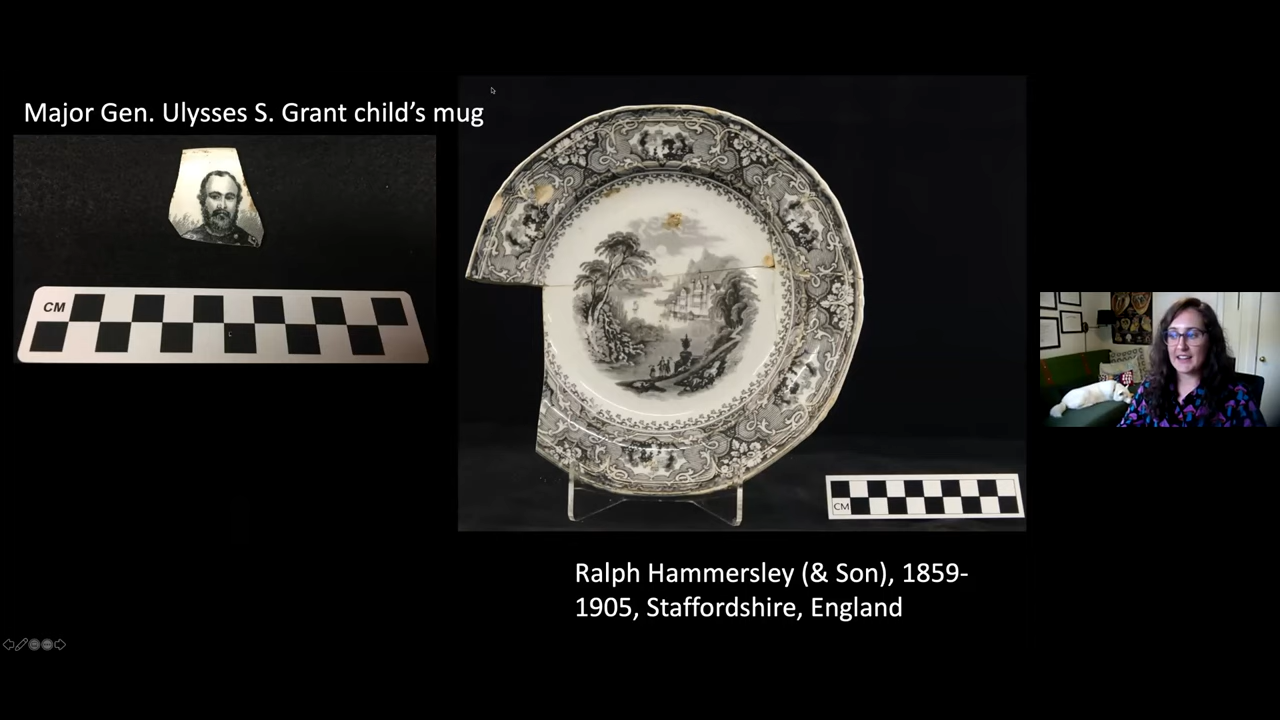 Major Gen. Ulysses S. Grant child's mug
CM
CM
Ralph Hammersley (& Son), 1859-
1905, Staffordshire, England